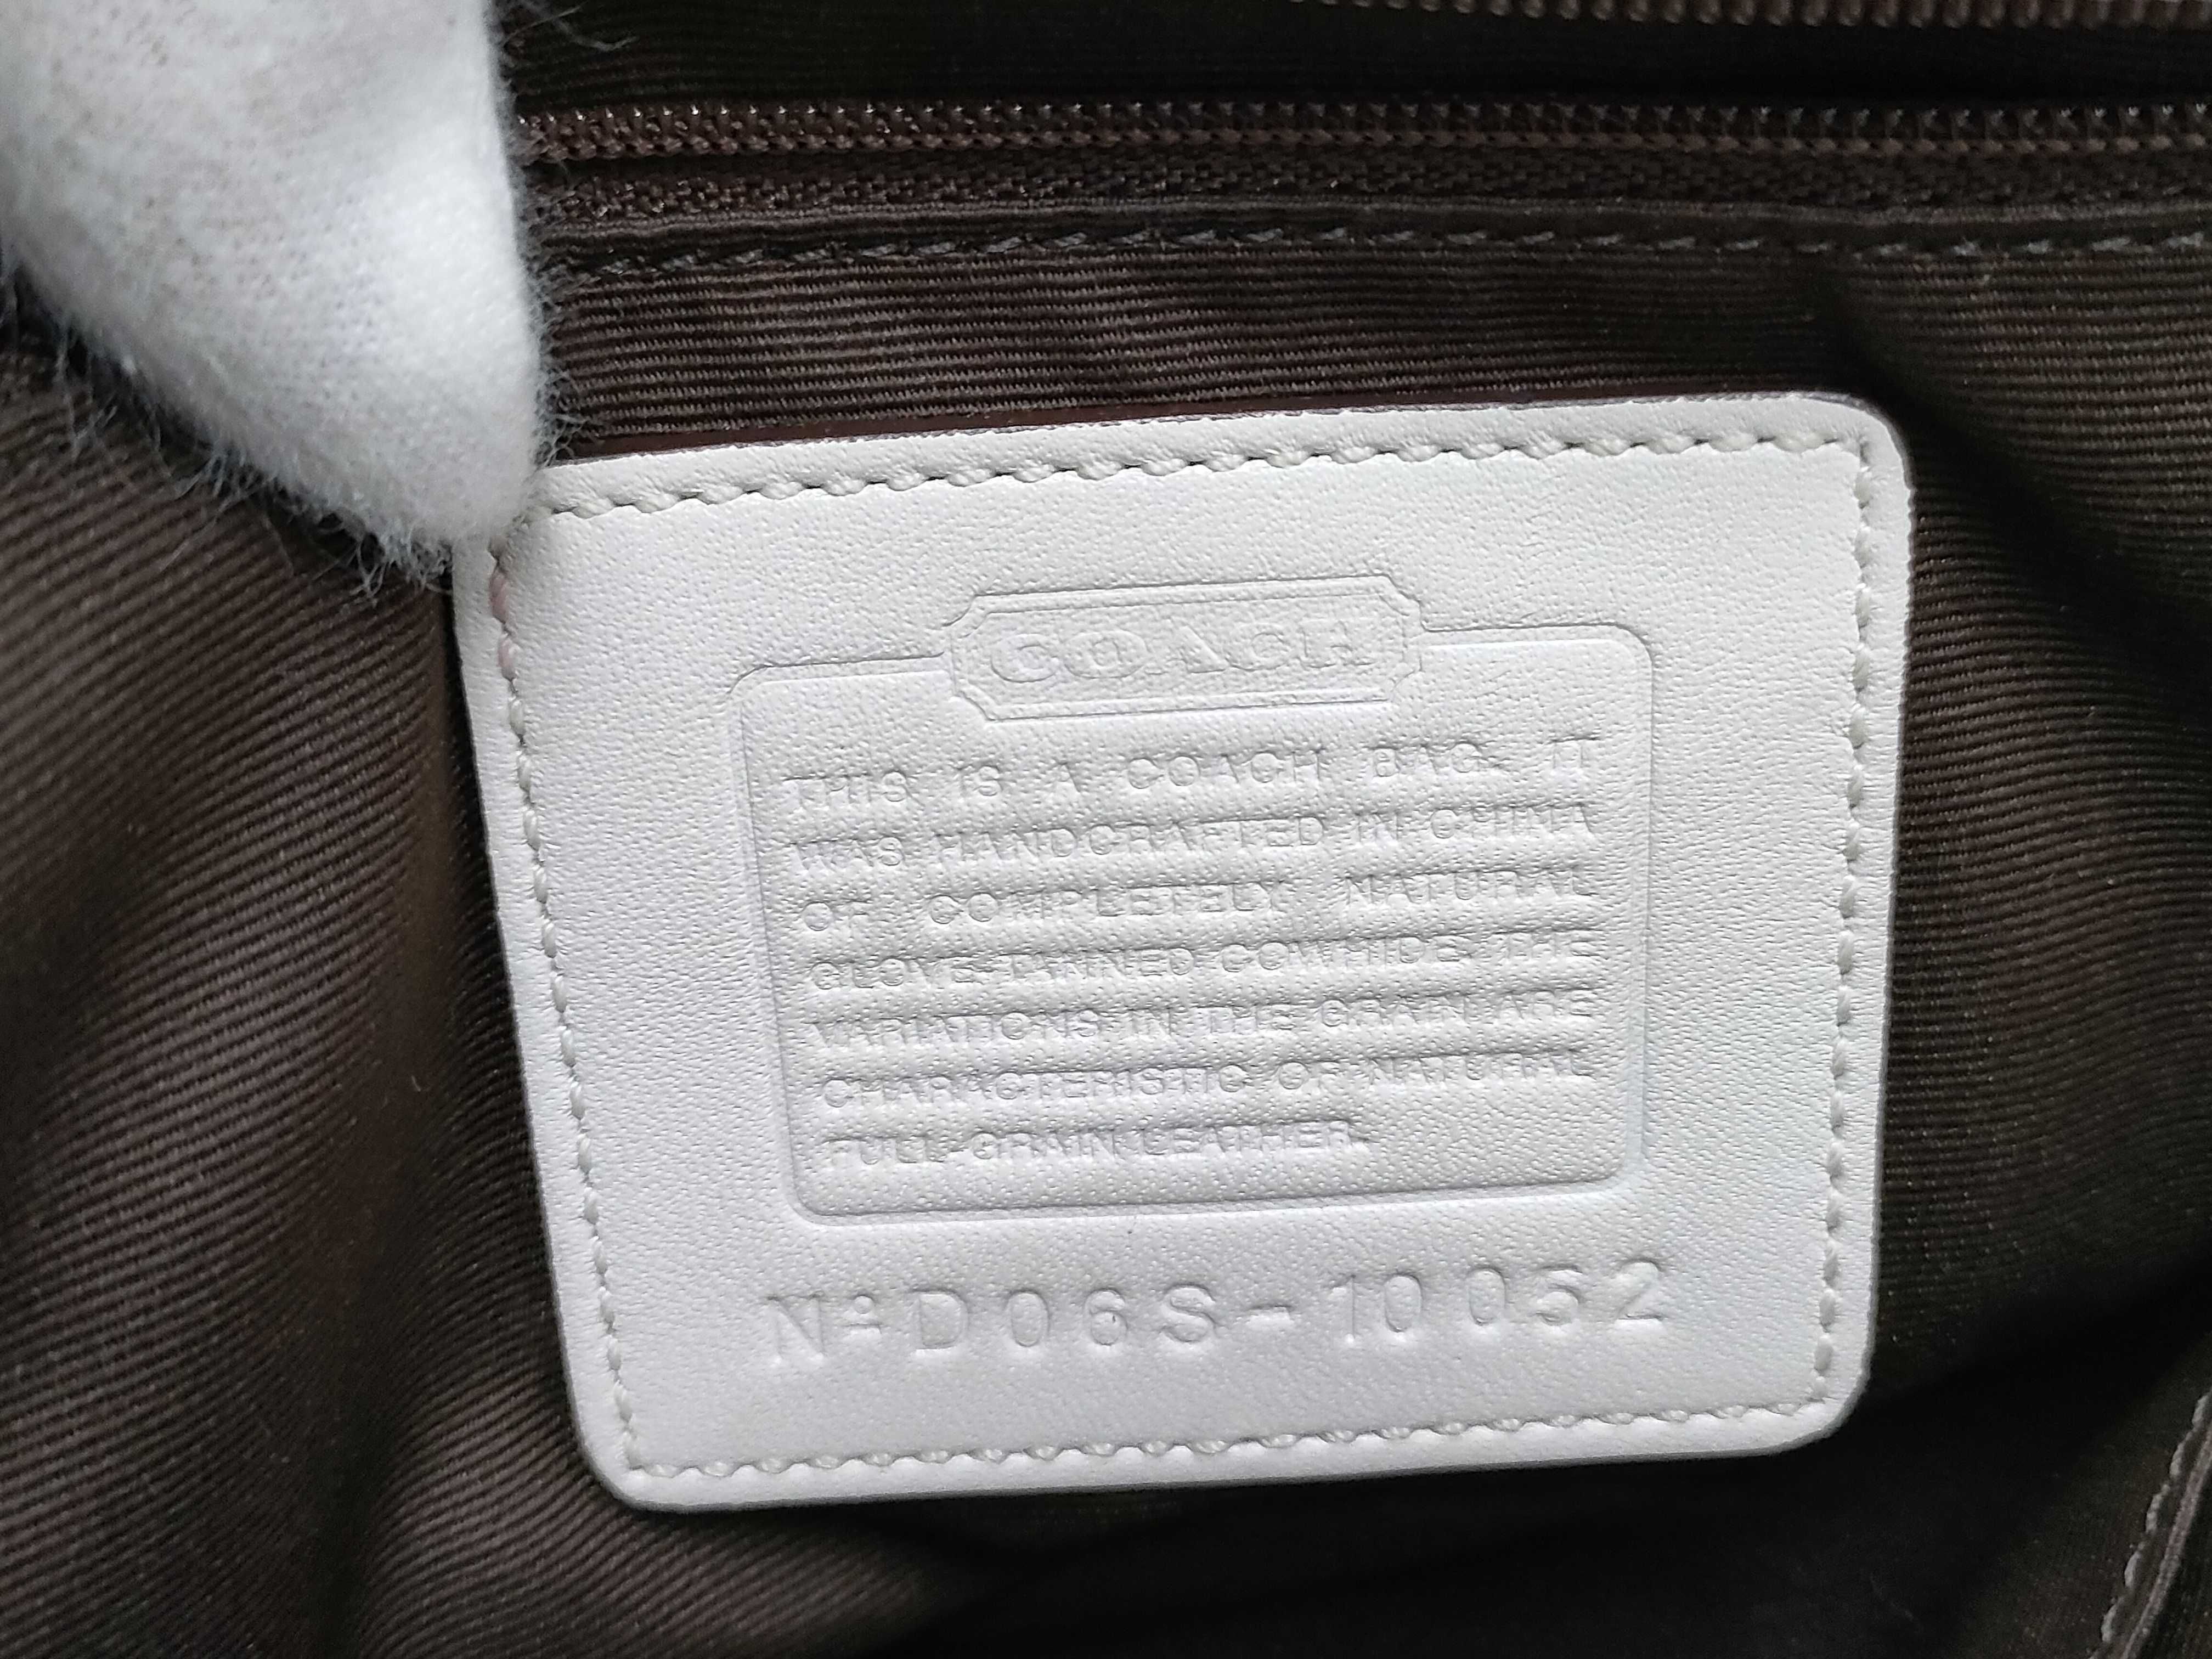 COACH
THIS IS A COACH BAG. IT
WAS HANDCRAFTED IN CHINA
OF COMPLETELY NATURAL
GLOVE-TANNED COWHIDE. THE
VARIATIONS IN THE GRAIN ARE
CHARACTERISTIC OF NATURAL
FULL-GRAIN LEATHER.
Nº D06S-10052